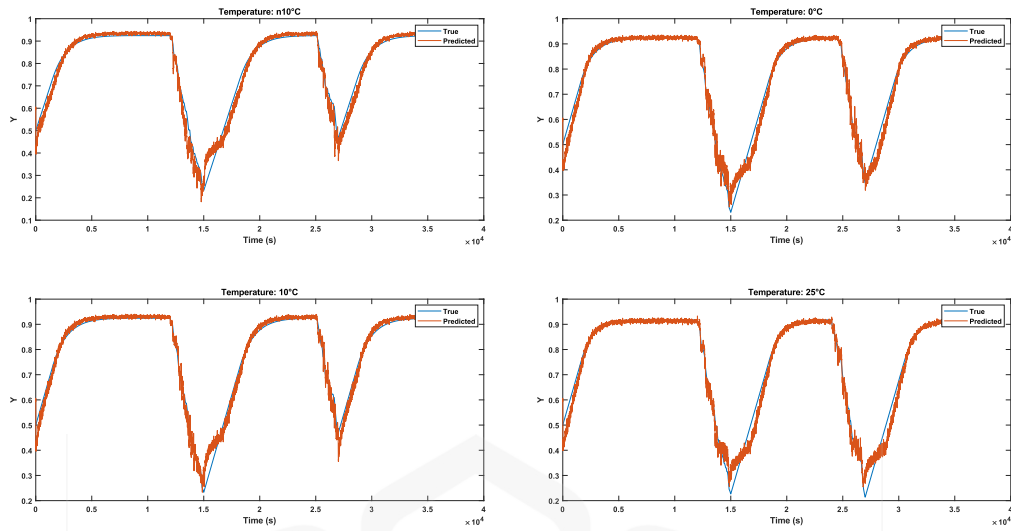 Temperature: n10°C
1
0.9
0.8
0.7
0.6
0.5
0.4
0.3
0.2
0.1
Y
0 0.5 1 1.5 2 2.5 3 3.5 4
Time (s)
×10⁴
True
Predicted
Temperature: 0°C
1
0.9
0.8
0.7
0.6
0.5
0.4
0.3
0.2
Y
0 0.5 1 1.5 2 2.5 3 3.5 4
Time (s)
×10⁴
True
Predicted
Temperature: 10°C
1
0.9
0.8
0.7
0.6
0.5
0.4
0.3
0.2
Y
0 0.5 1 1.5 2 2.5 3 3.5 4
Time (s)
×10⁴
True
Predicted
Temperature: 25°C
1
0.9
0.8
0.7
0.6
0.5
0.4
0.3
0.2
Y
0 0.5 1 1.5 2 2.5 3 3.5 4
Time (s)
×10⁴
True
Predicted